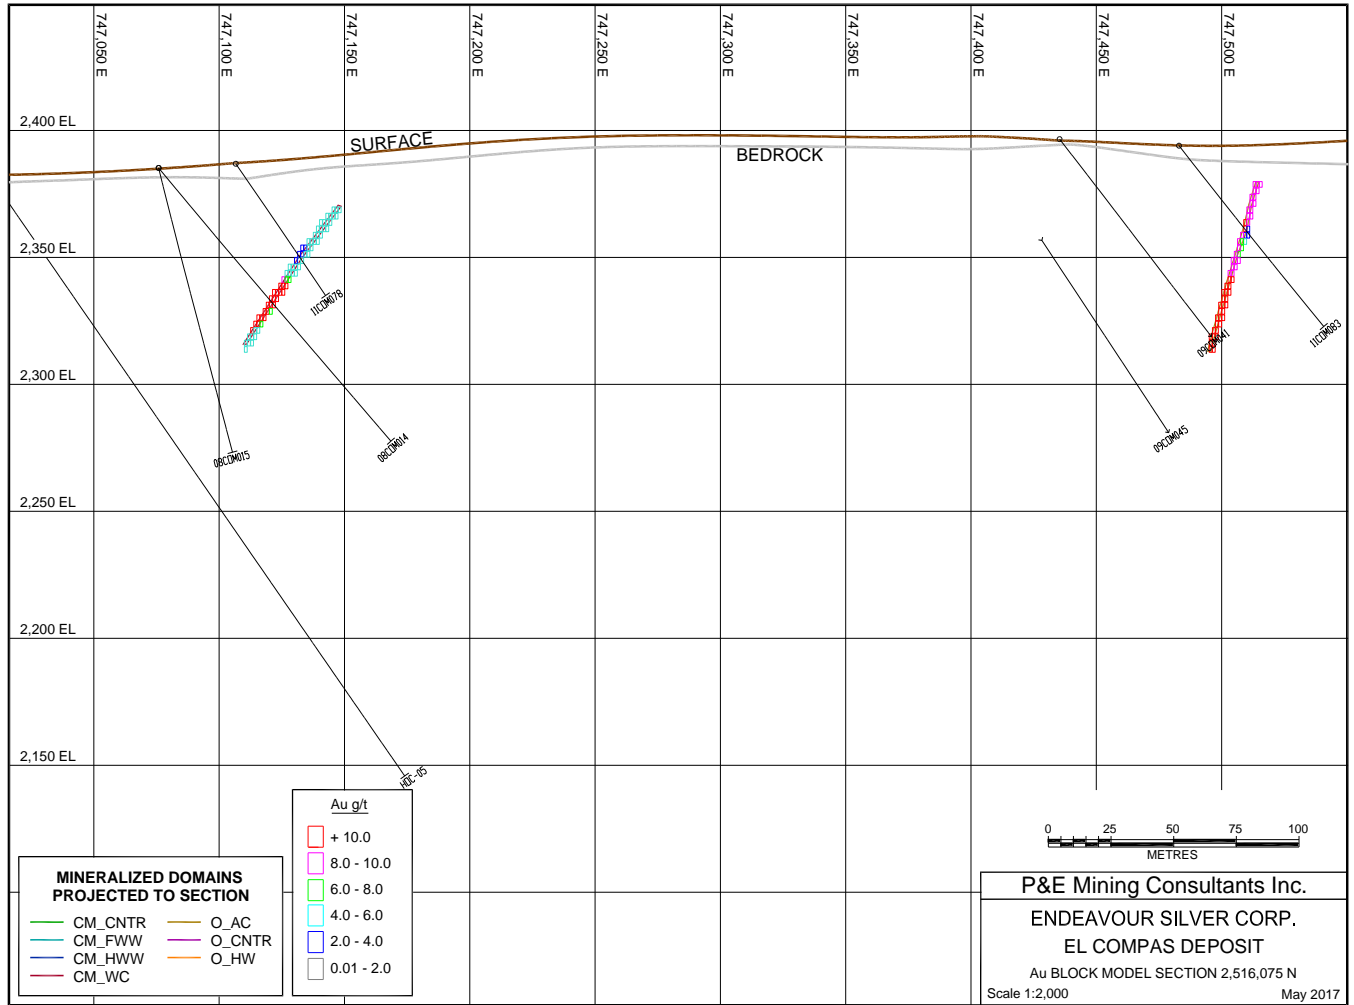 747,050 E
747,100 E
747,150 E
747,200 E
747,250 E
747,300 E
747,350 E
747,400 E
747,450 E
747,500 E
2,400 EL
SURFACE
BEDROCK
2,350 EL
11CDM078
09CDM041
11CDM083
2,300 EL
08CDM015
08CDM014
09CDM045
2,250 EL
2,200 EL
2,150 EL
HOC-05
Au g/t
+ 10.0
8.0 - 10.0
6.0 - 8.0
4.0 - 6.0
2.0 - 4.0
0.01 - 2.0
MINERALIZED DOMAINS
PROJECTED TO SECTION
CM_CNTR O_AC
CM_FWW O_CNTR
CM_HWW O_HW
CM_WC
0 25 50 75 100
METRES
P&E Mining Consultants Inc.
ENDEAVOUR SILVER CORP.
EL COMPAS DEPOSIT
Au BLOCK MODEL SECTION 2,516,075 N
Scale 1:2,000 May 2017